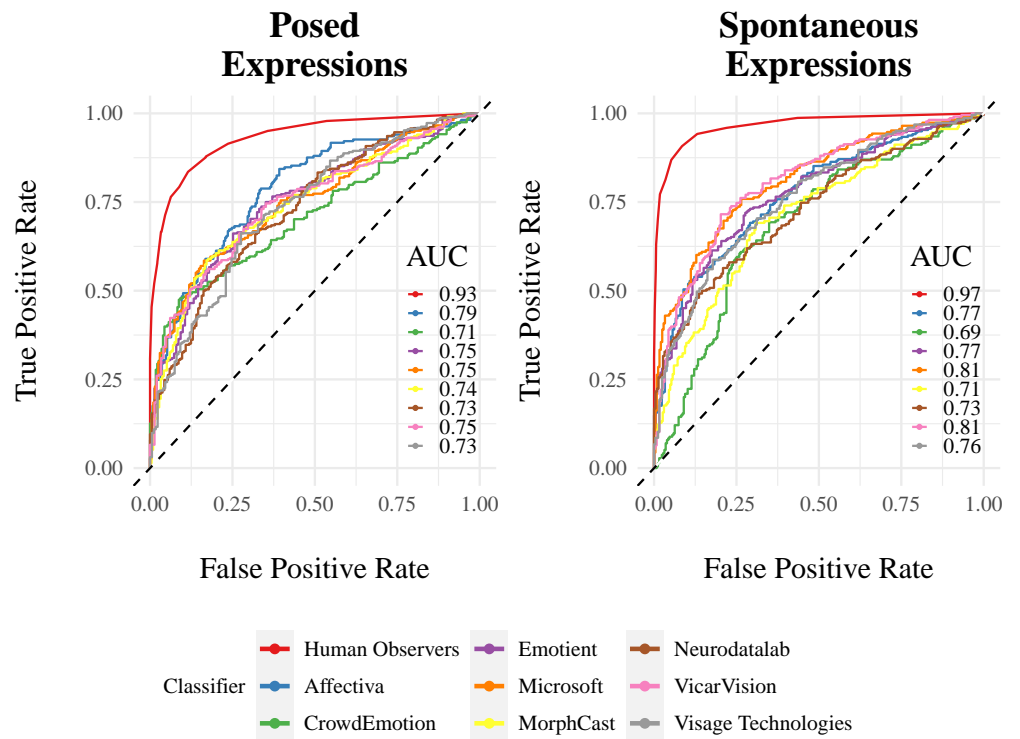 Posed
Expressions
Spontaneous
Expressions
True Positive Rate
1.00
0.75
0.50
0.25
0.00
AUC
0.93
0.79
0.71
0.75
0.75
0.74
0.73
0.75
0.73
0.00 0.25 0.50 0.75 1.00
False Positive Rate
True Positive Rate
1.00
0.75
0.50
0.25
0.00
AUC
0.97
0.77
0.69
0.77
0.81
0.71
0.73
0.81
0.76
0.00 0.25 0.50 0.75 1.00
False Positive Rate
Classifier
Human Observers
Affectiva
CrowdEmotion
Emotient
Microsoft
MorphCast
Neurodatalab
VicarVision
Visage Technologies